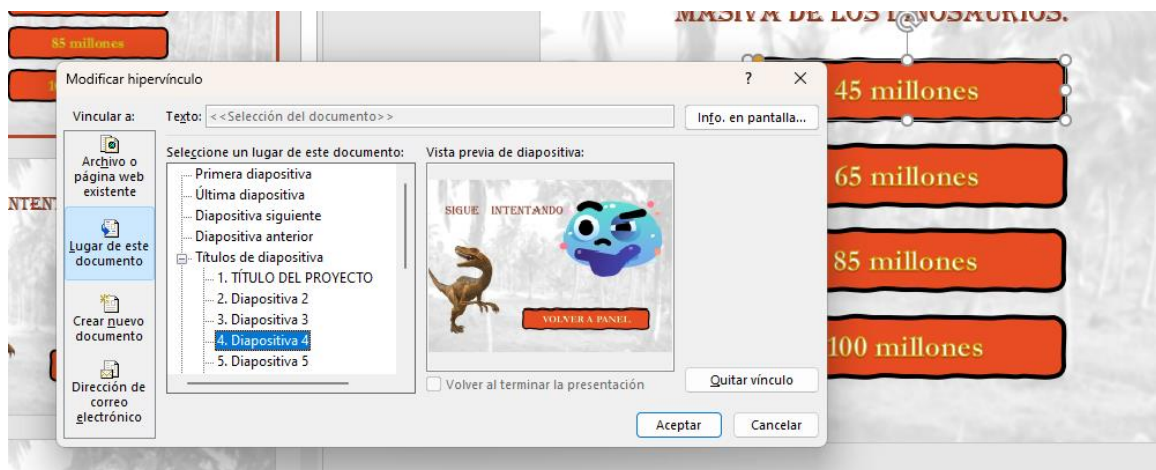 MASIVA DE LOS DINOSAURIOS.
85 millones
Modificar hipervínculo
?
Vincular a:
Texto: <<Selección del documento>>
Info. en pantalla...
Archivo o
página web
existente
Lugar de este
documento
Crear nuevo
documento
Dirección de
correo
electrónico
Seleccione un lugar de este documento:
Primera diapositiva
Última diapositiva
Diapositiva siguiente
Diapositiva anterior
Títulos de diapositiva
1. TÍTULO DEL PROYECTO
2. Diapositiva 2
3. Diapositiva 3
4. Diapositiva 4
5. Diapositiva 5
Vista previa de diapositiva:
SIGUE INTENTANDO
VOLVER A PANEL
Volver al terminar la presentación
Quitar vínculo
Aceptar
Cancelar
45 millones
65 millones
85 millones
100 millones